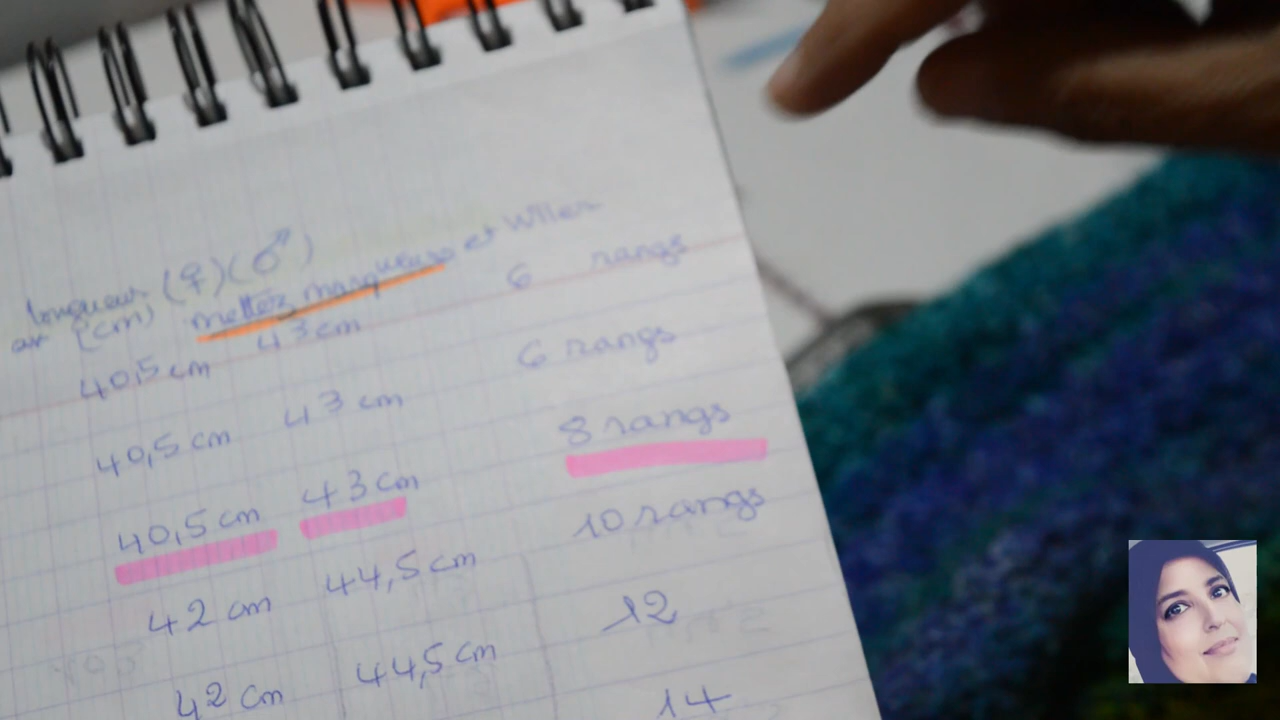 longueur (♀)(♂)
(cm) mettez marqueurs et
40,5 cm 43 cm 6 rangs
40,5 cm 43 cm 6 rangs
40,5 cm 43 cm 8 rangs
42 cm 44,5 cm 10 rangs
42 cm 44,5 cm 12
14